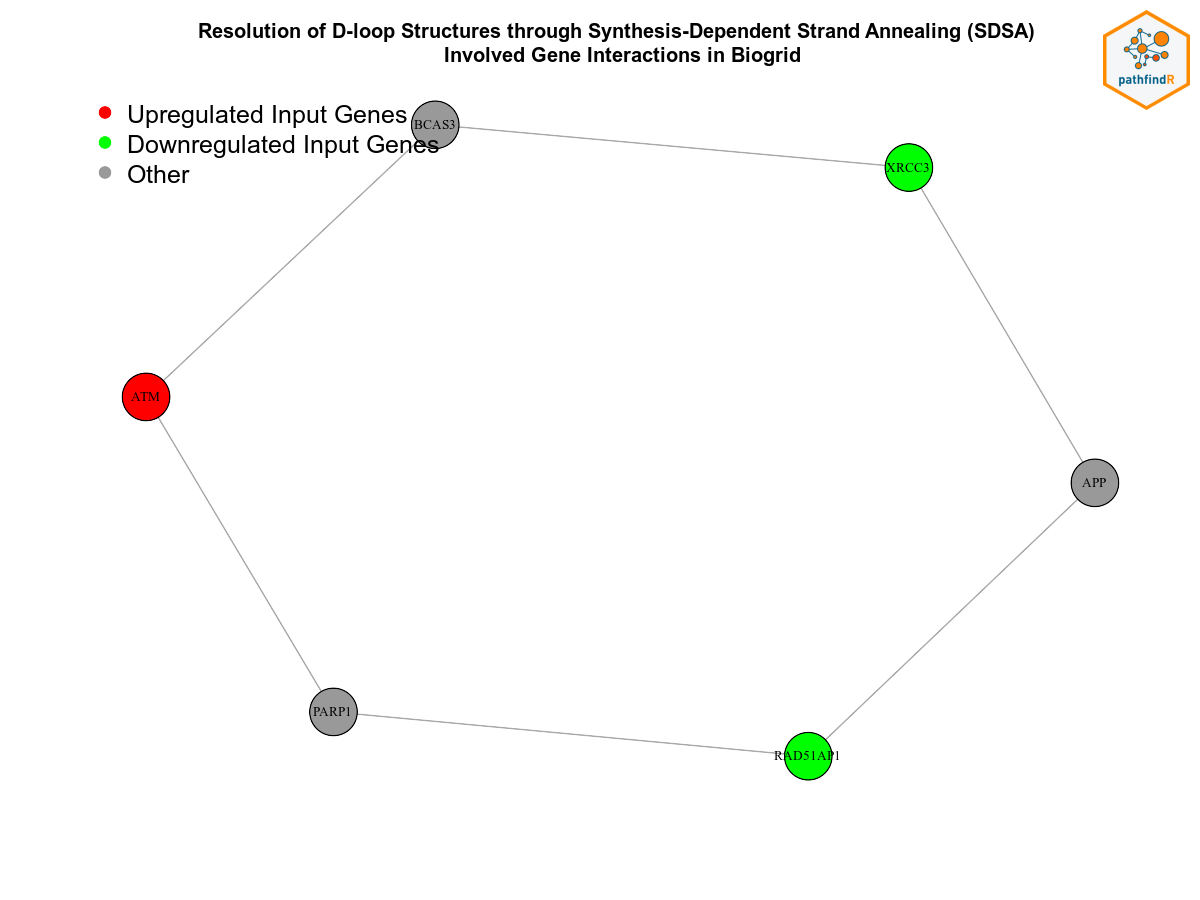 Resolution of D-loop Structures through Synthesis-Dependent Strand Annealing (SDSA)
Involved Gene Interactions in Biogrid
pathfindR
Upregulated Input Genes
Downregulated Input Genes
Other
BCAS3
XRCC3
ATM
APP
PARP1
RAD51AP1